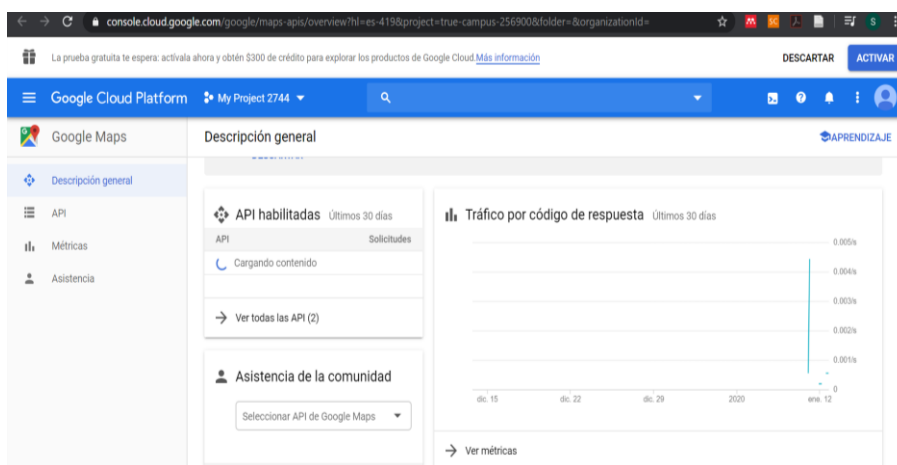 console.cloud.google.com/google/maps-apis/overview?hl=es-419&project=true-campus-256900&folder=&organizationId=
SC
S
La prueba gratuita te espera: actívala ahora y obtén $300 de crédito para explorar los productos de Google Cloud. Más información
DESCARTAR
ACTIVAR
Google Cloud Platform
My Project 2744
Google Maps
Descripción general
APRENDIZAJE
Descripción general
API
Métricas
Asistencia
API habilitadas Últimos 30 días
API Solicitudes
Cargando contenido
Ver todas las API (2)
Asistencia de la comunidad
Seleccionar API de Google Maps
Tráfico por código de respuesta Últimos 30 días
0.005/s
0.004/s
0.003/s
0.002/s
0.001/s
0
dic. 15 dic. 22 dic. 29 2020 ene. 12
Ver métricas